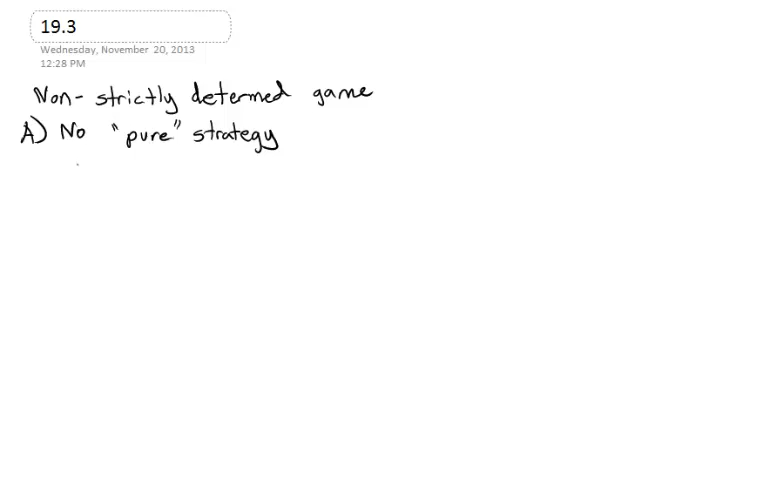 19.3
Wednesday, November 20, 2013
12:28 PM
Non-strictly determed game
A) No "pure" strategy